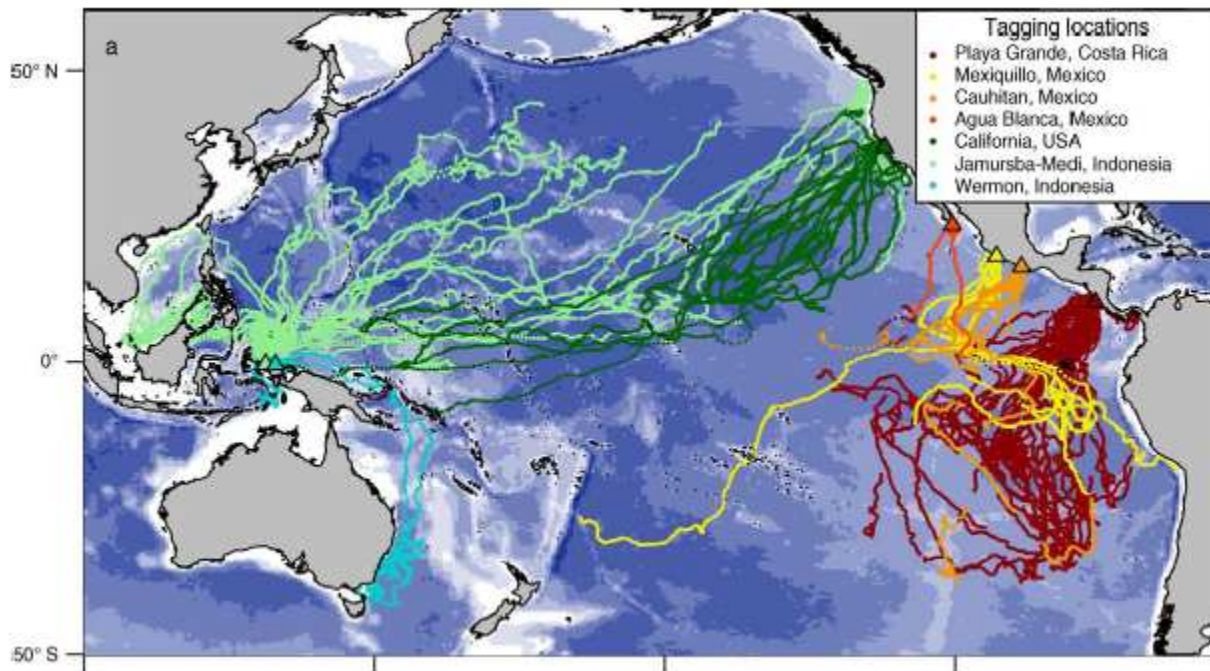 a
Tagging locations
Playa Grande, Costa Rica
Mexiquillo, Mexico
Cauhitan, Mexico
Agua Blanca, Mexico
California, USA
Jamursba-Medi, Indonesia
Wermon, Indonesia
50° N
0°
50° S